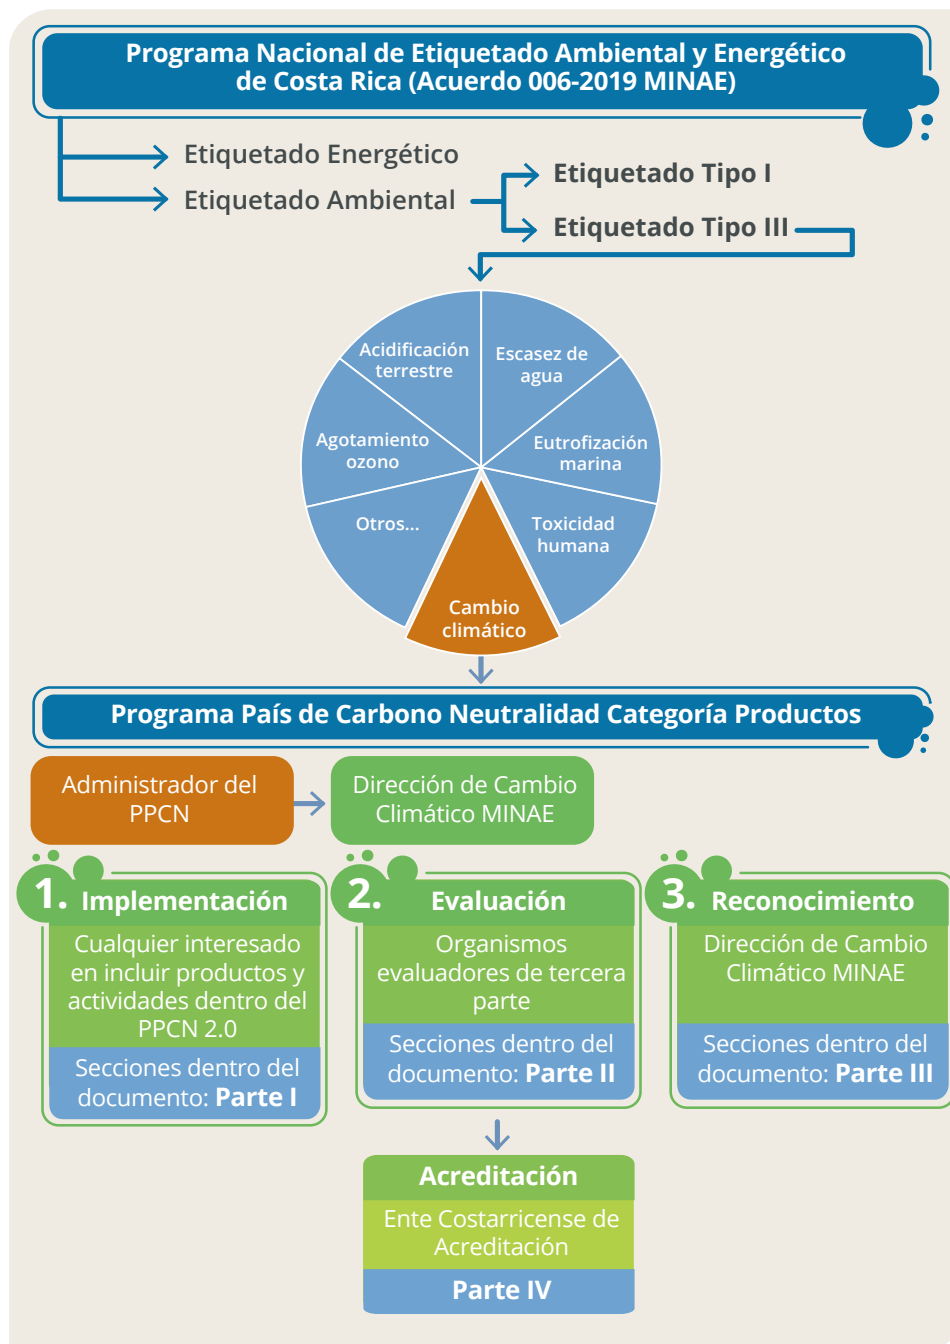 Programa Nacional de Etiquetado Ambiental y Energético
de Costa Rica (Acuerdo 006-2019 MINAE)
Etiquetado Energético
Etiquetado Ambiental
Etiquetado Tipo I
Etiquetado Tipo III
Acidificación
terrestre
Escasez de
agua
Agotamiento
ozono
Eutrofización
marina
Otros...
Toxicidad
humana
Cambio
climático
Programa País de Carbono Neutralidad Categoría Productos
Administrador del
PPCN
Dirección de Cambio
Climático MINAE
1. Implementación
Cualquier interesado
en incluir productos y
actividades dentro del
PPCN 2.0
Secciones dentro del
documento: Parte I
2. Evaluación
Organismos
evaluadores de tercera
parte
Secciones dentro del
documento: Parte II
3. Reconocimiento
Dirección de Cambio
Climático MINAE
Secciones dentro del
documento: Parte III
Acreditación
Ente Costarricense de
Acreditación
Parte IV